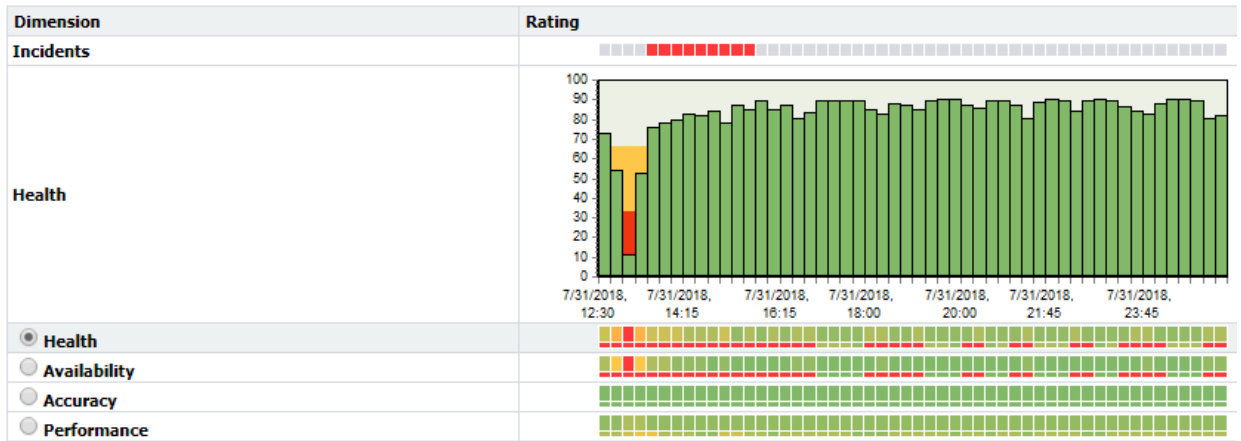 Dimension Rating
Incidents
100
90
80
70
60
50
40
30
20
10
0
Health
7/31/2018, 7/31/2018, 7/31/2018, 7/31/2018, 7/31/2018, 7/31/2018, 7/31/2018,
12:30 14:15 16:15 18:00 20:00 21:45 23:45
Health
Availability
Accuracy
Performance